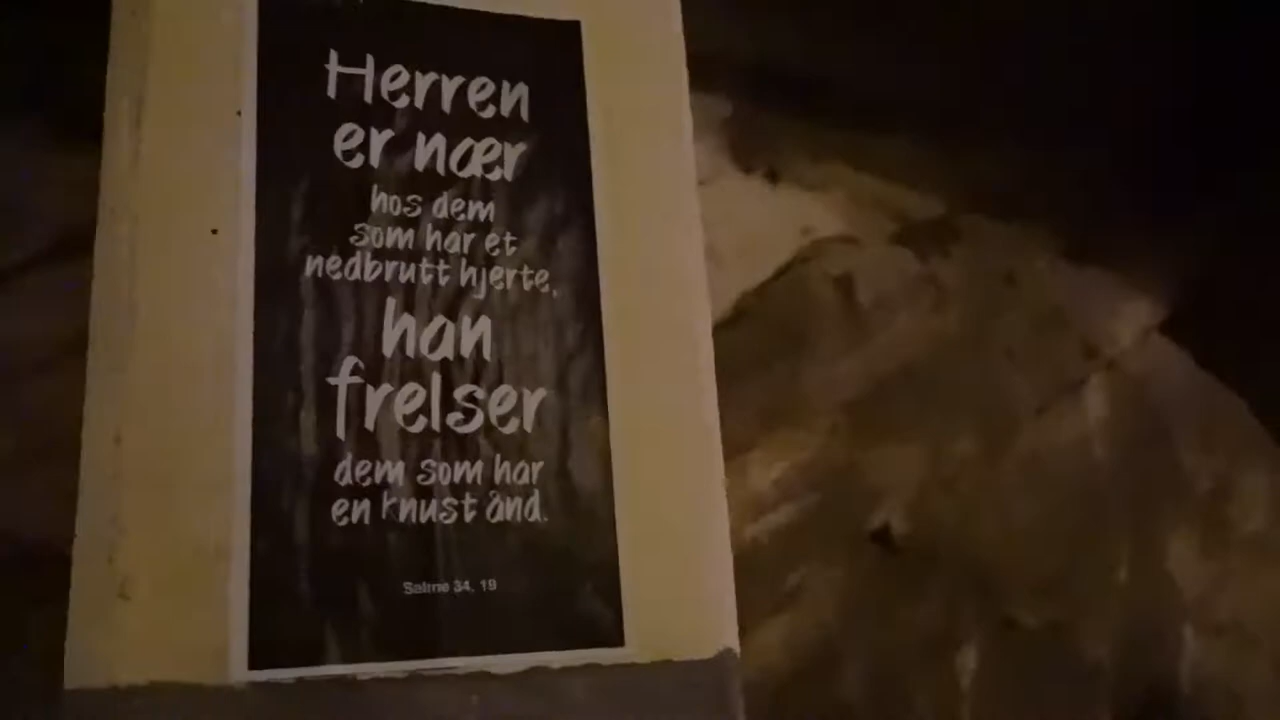 Herren
er nær
hos dem
som har et
nedbrutt hjerte,
han
frelser
dem som har
en knust ånd.
Salme 34, 19